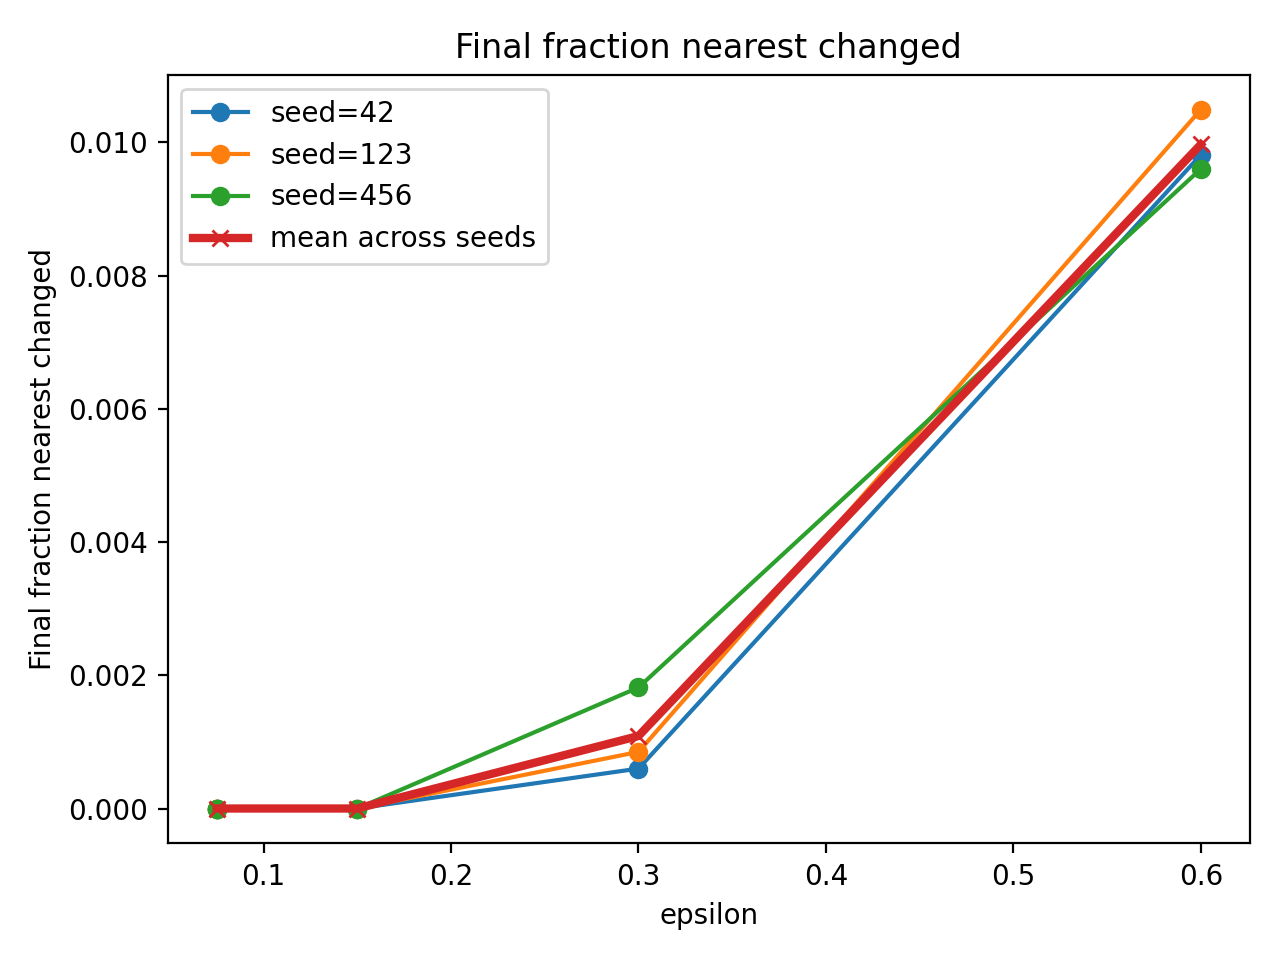 Final fraction nearest changed
seed=42
seed=123
seed=456
mean across seeds
Final fraction nearest changed
0.010
0.008
0.006
0.004
0.002
0.000
0.1
0.2
0.3
0.4
0.5
0.6
epsilon